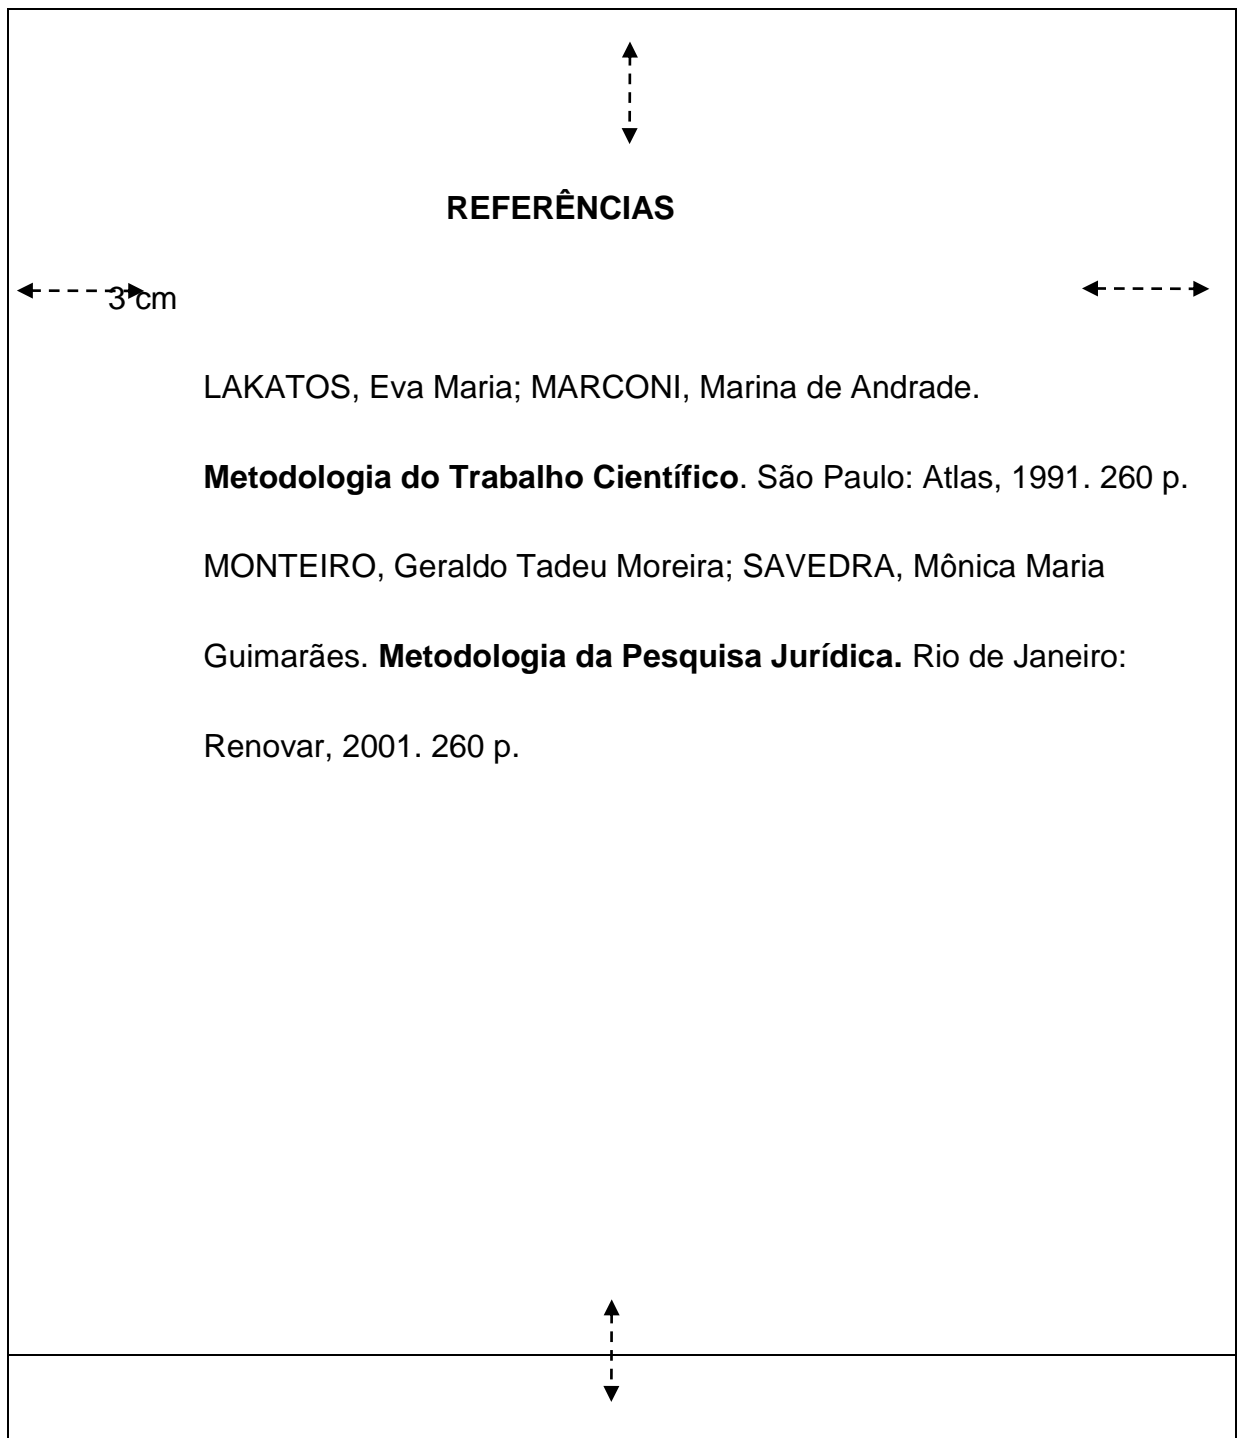 REFERÊNCIAS
3 cm
LAKATOS, Eva Maria; MARCONI, Marina de Andrade.
Metodologia do Trabalho Científico. São Paulo: Atlas, 1991. 260 p.
MONTEIRO, Geraldo Tadeu Moreira; SAVEDRA, Mônica Maria
Guimarães. Metodologia da Pesquisa Jurídica. Rio de Janeiro:
Renovar, 2001. 260 p.